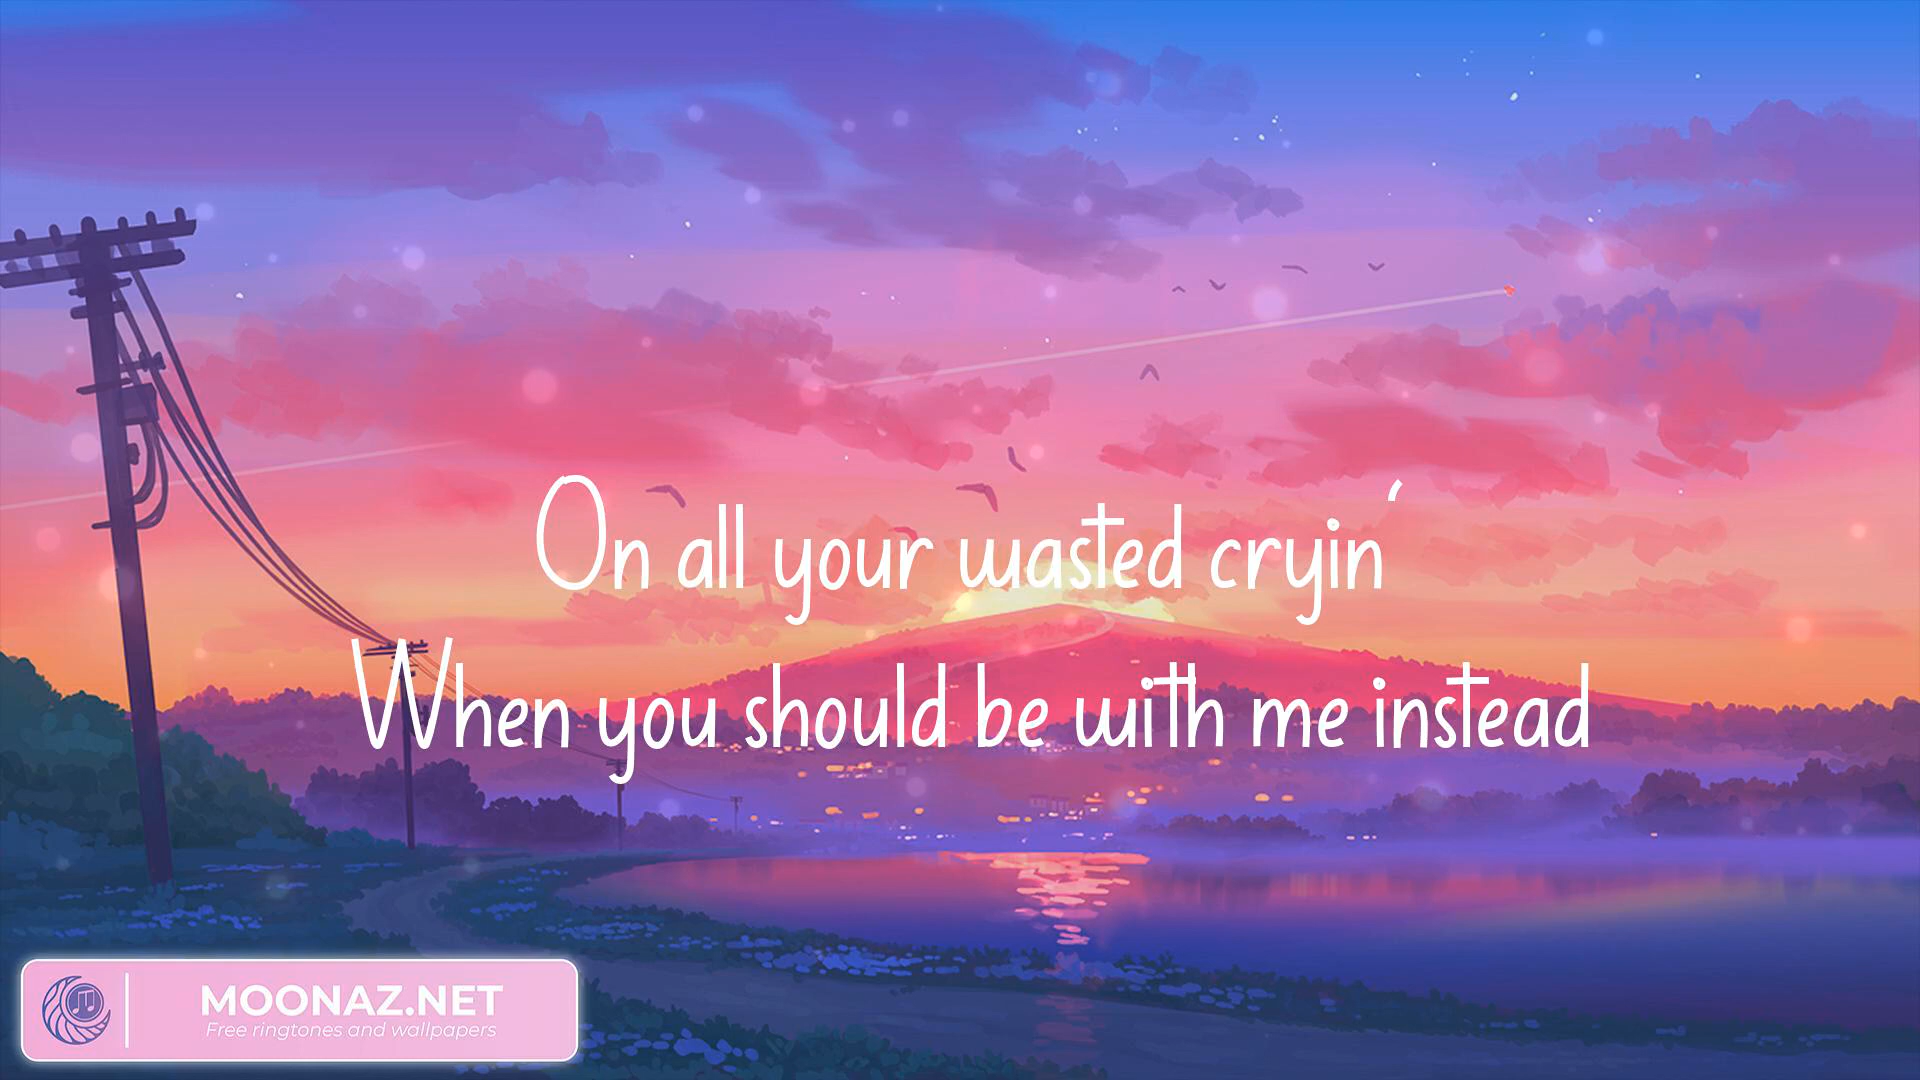 On all your wasted cryin‘
When you should be with me instead
MOONAZ.NET
Free ringtones and wallpapers